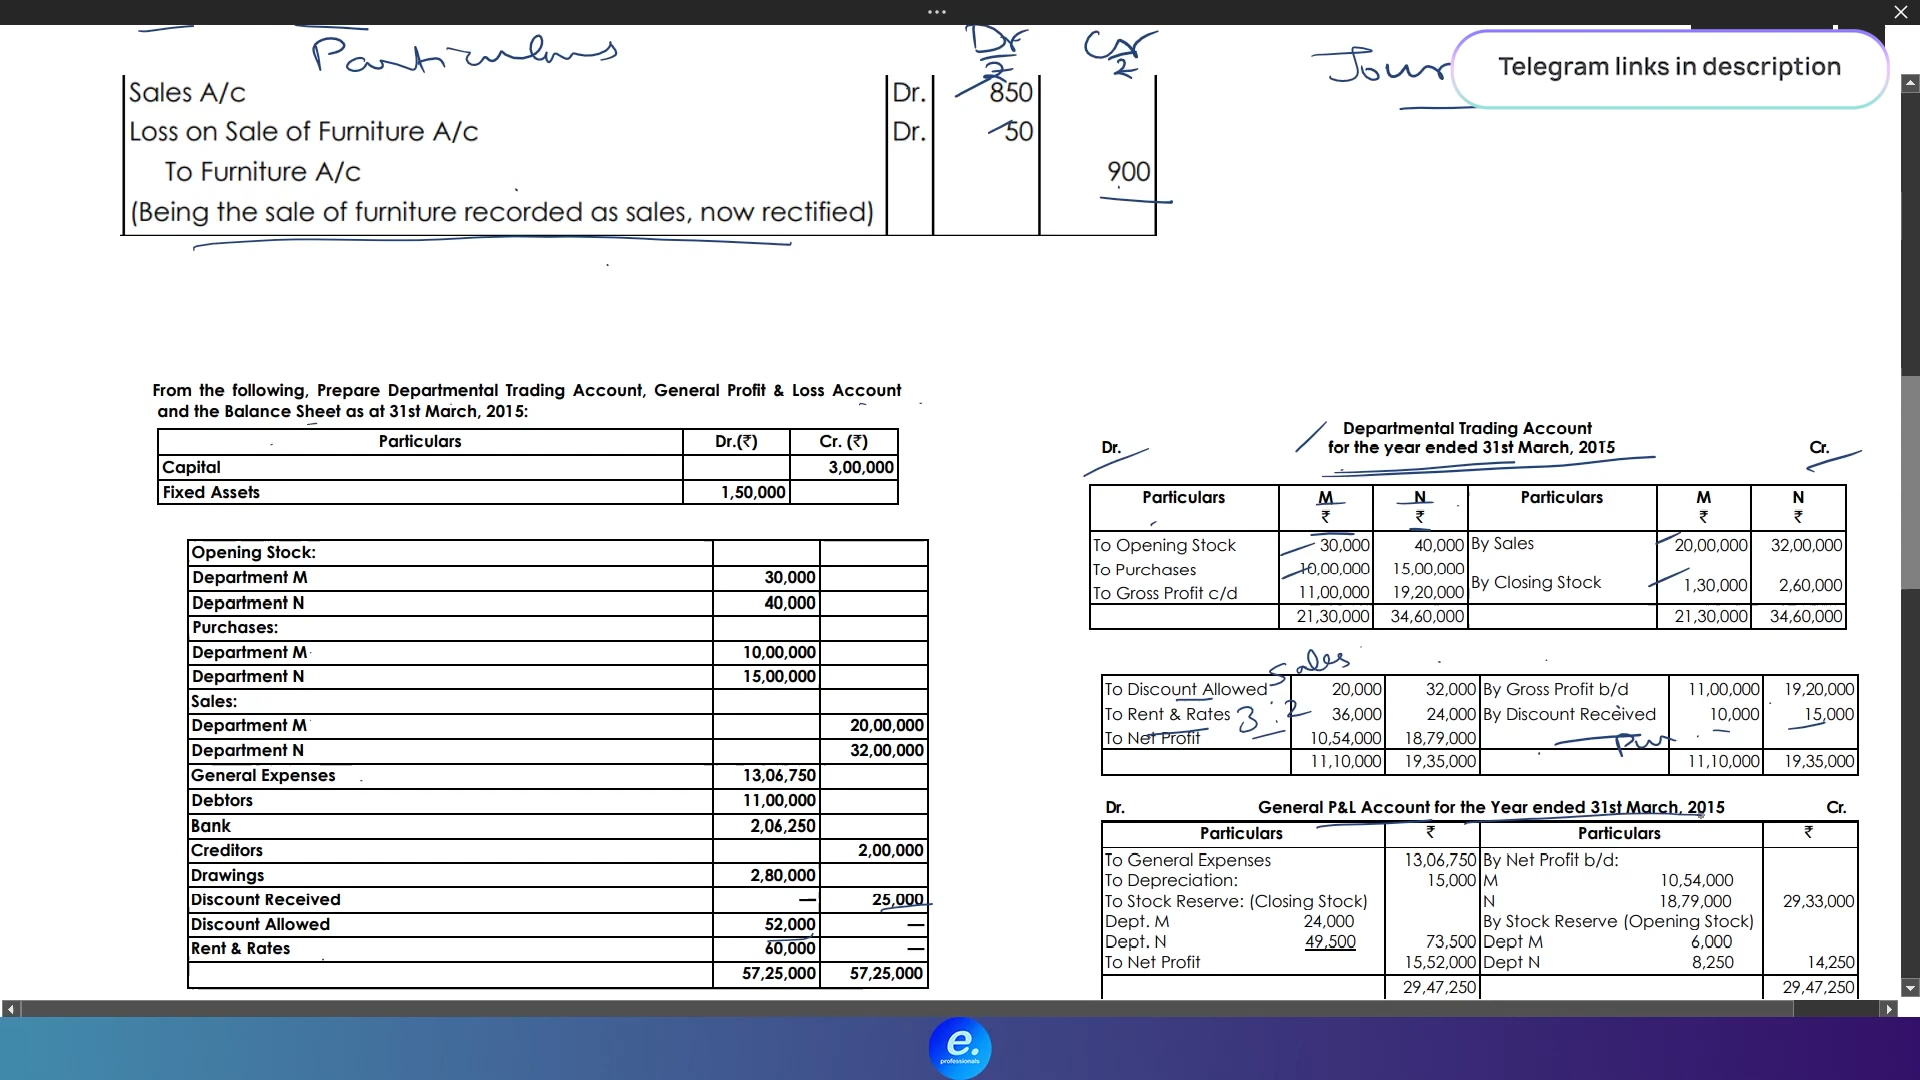 Particulars Dr ₹ Cr ₹ Jour
Telegram links in description
Sales A/c Dr. 850
Loss on Sale of Furniture A/c Dr. 50
To Furniture A/c 900
(Being the sale of furniture recorded as sales, now rectified)
From the following, Prepare Departmental Trading Account, General Profit & Loss Account
and the Balance Sheet as at 31st March, 2015:
Particulars Dr.(₹) Cr. (₹)
Capital 3,00,000
Fixed Assets 1,50,000
Opening Stock:
Department M 30,000
Department N 40,000
Purchases:
Department M 10,00,000
Department N 15,00,000
Sales:
Department M 20,00,000
Department N 32,00,000
General Expenses 13,06,750
Debtors 11,00,000
Bank 2,06,250
Creditors 2,00,000
Drawings 2,80,000
Discount Received — 25,000
Discount Allowed 52,000 —
Rent & Rates 60,000 —
57,25,000 57,25,000
Departmental Trading Account
Dr. for the year ended 31st March, 2015 Cr.
Particulars M N Particulars M N
₹ ₹ ₹ ₹
To Opening Stock 30,000 40,000 By Sales 20,00,000 32,00,000
To Purchases 10,00,000 15,00,000
By Closing Stock 1,30,000 2,60,000
To Gross Profit c/d 11,00,000 19,20,000
21,30,000 34,60,000 21,30,000 34,60,000
Sales
To Discount Allowed 20,000 32,000 By Gross Profit b/d 11,00,000 19,20,000
To Rent & Rates 3:2 36,000 24,000 By Discount Received 10,000 15,000
To Net Profit 10,54,000 18,79,000 Pur
11,10,000 19,35,000 11,10,000 19,35,000
Dr. General P&L Account for the Year ended 31st March, 2015 Cr.
Particulars ₹ Particulars ₹
To General Expenses 13,06,750 By Net Profit b/d:
To Depreciation: 15,000 M 10,54,000
To Stock Reserve: (Closing Stock) N 18,79,000 29,33,000
Dept. M 24,000 By Stock Reserve (Opening Stock)
Dept. N 49,500 73,500 Dept M 6,000
To Net Profit 15,52,000 Dept N 8,250 14,250
29,47,250 29,47,250
e.
professionals